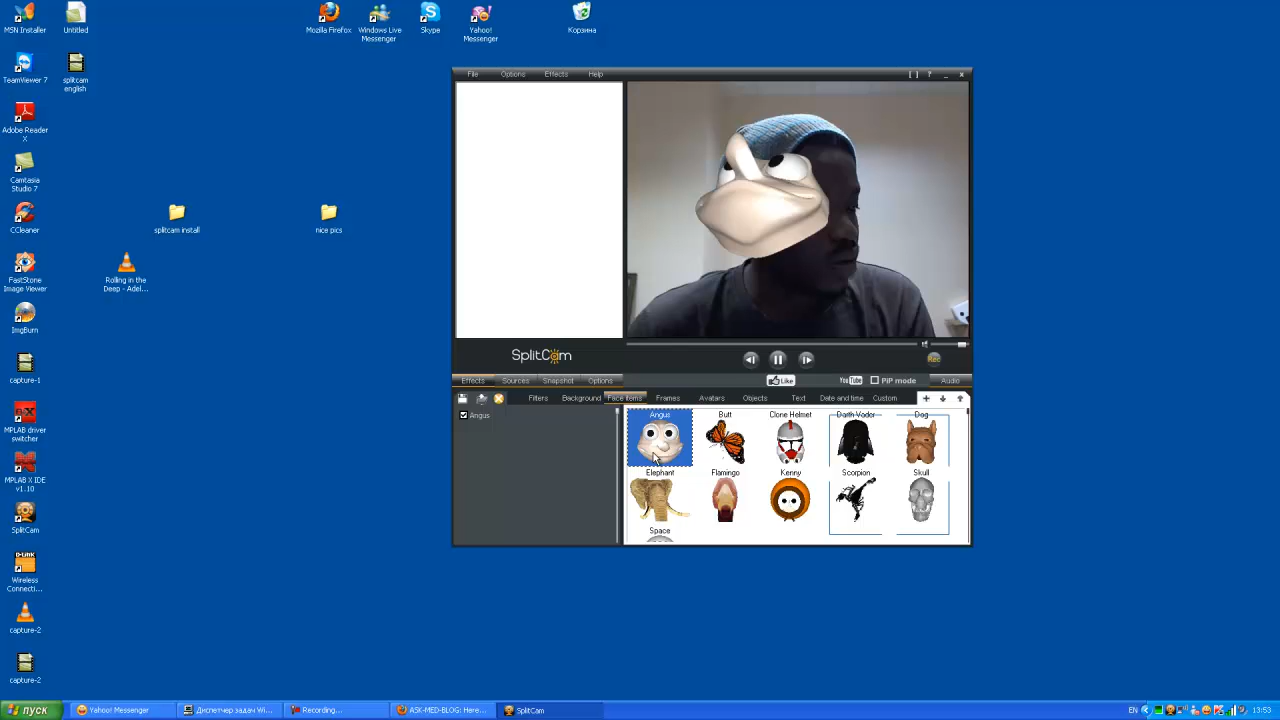 MSN Installer
Untitled
Mozilla Firefox
Windows Live
Messenger
Skype
Yahoo!
Messenger
Корзина
TeamViewer 7
splitcam
english
Adobe Reader
X
Camtasia
Studio 7
CCleaner
splitcam install
nice pics
FastStone
Image Viewer
Rolling in the
Deep - Adel...
ImgBurn
capture-1
MPLAB driver
switcher
MPLAB X IDE
v1.10
SplitCam
Wireless
Connecti...
capture-2
capture-2
File Options Effects Help
SplitCam
Rec
Like
YouTube
PiP mode
Audio
Effects Sources Snapshot Options
Filters Background Face items Frames Avatars Objects Text Date and time Custom
Angus
Angus Butt Clone Helmet Darth Vader Dog
Elephant Flamingo Kenny Scorpion Skull
Space
пуск
Yahoo! Messenger
Диспетчер задач Wi...
Recording...
ASK-MED-BLOG: Here...
SplitCam
EN
13:53